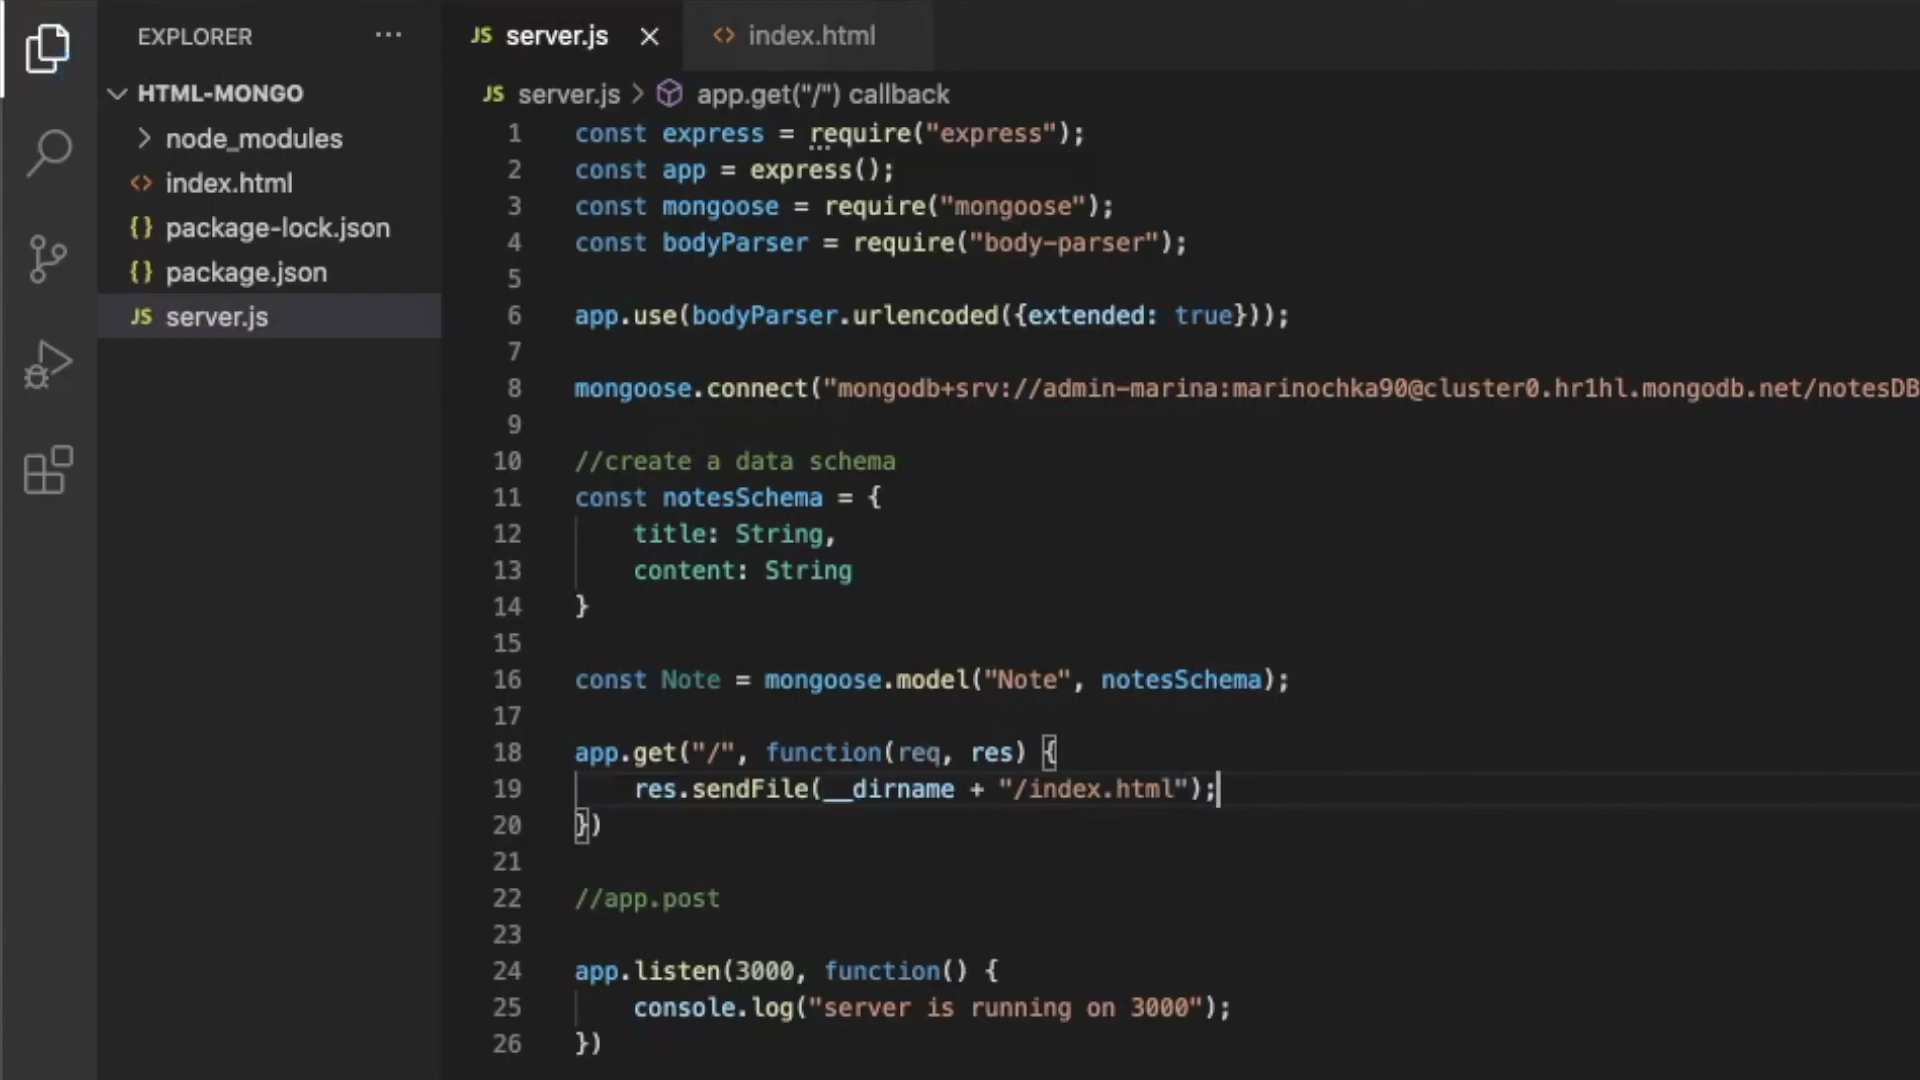 EXPLORER ...
HTML-MONGO
node_modules
index.html
package-lock.json
package.json
server.js
server.js
index.html
server.js > app.get("/") callback
1 const express = require("express");
2 const app = express();
3 const mongoose = require("mongoose");
4 const bodyParser = require("body-parser");
5
6 app.use(bodyParser.urlencoded({extended: true}));
7
8 mongoose.connect("mongodb+srv://admin-marina:marinochka90@cluster0.hr1hl.mongodb.net/notesDB
9
10 //create a data schema
11 const notesSchema = {
12 title: String,
13 content: String
14 }
15
16 const Note = mongoose.model("Note", notesSchema);
17
18 app.get("/", function(req, res) {
19 res.sendFile(__dirname + "/index.html");
20 })
21
22 //app.post
23
24 app.listen(3000, function() {
25 console.log("server is running on 3000");
26 })